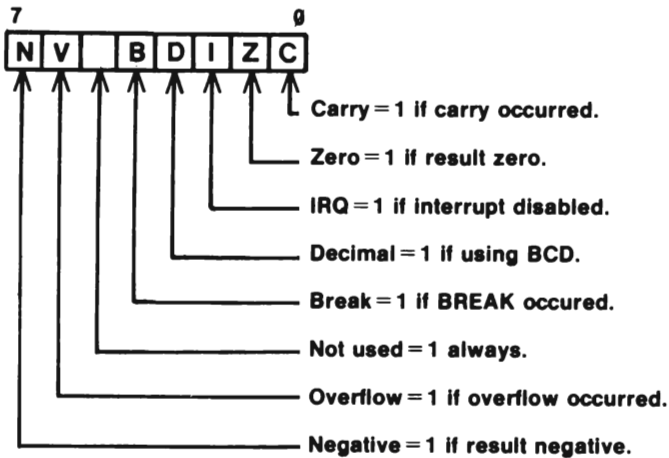 7 0
N V B D I Z C
Carry = 1 if carry occurred.
Zero = 1 if result zero.
IRQ = 1 if interrupt disabled.
Decimal = 1 if using BCD.
Break = 1 if BREAK occured.
Not used = 1 always.
Overflow = 1 if overflow occurred.
Negative = 1 if result negative.